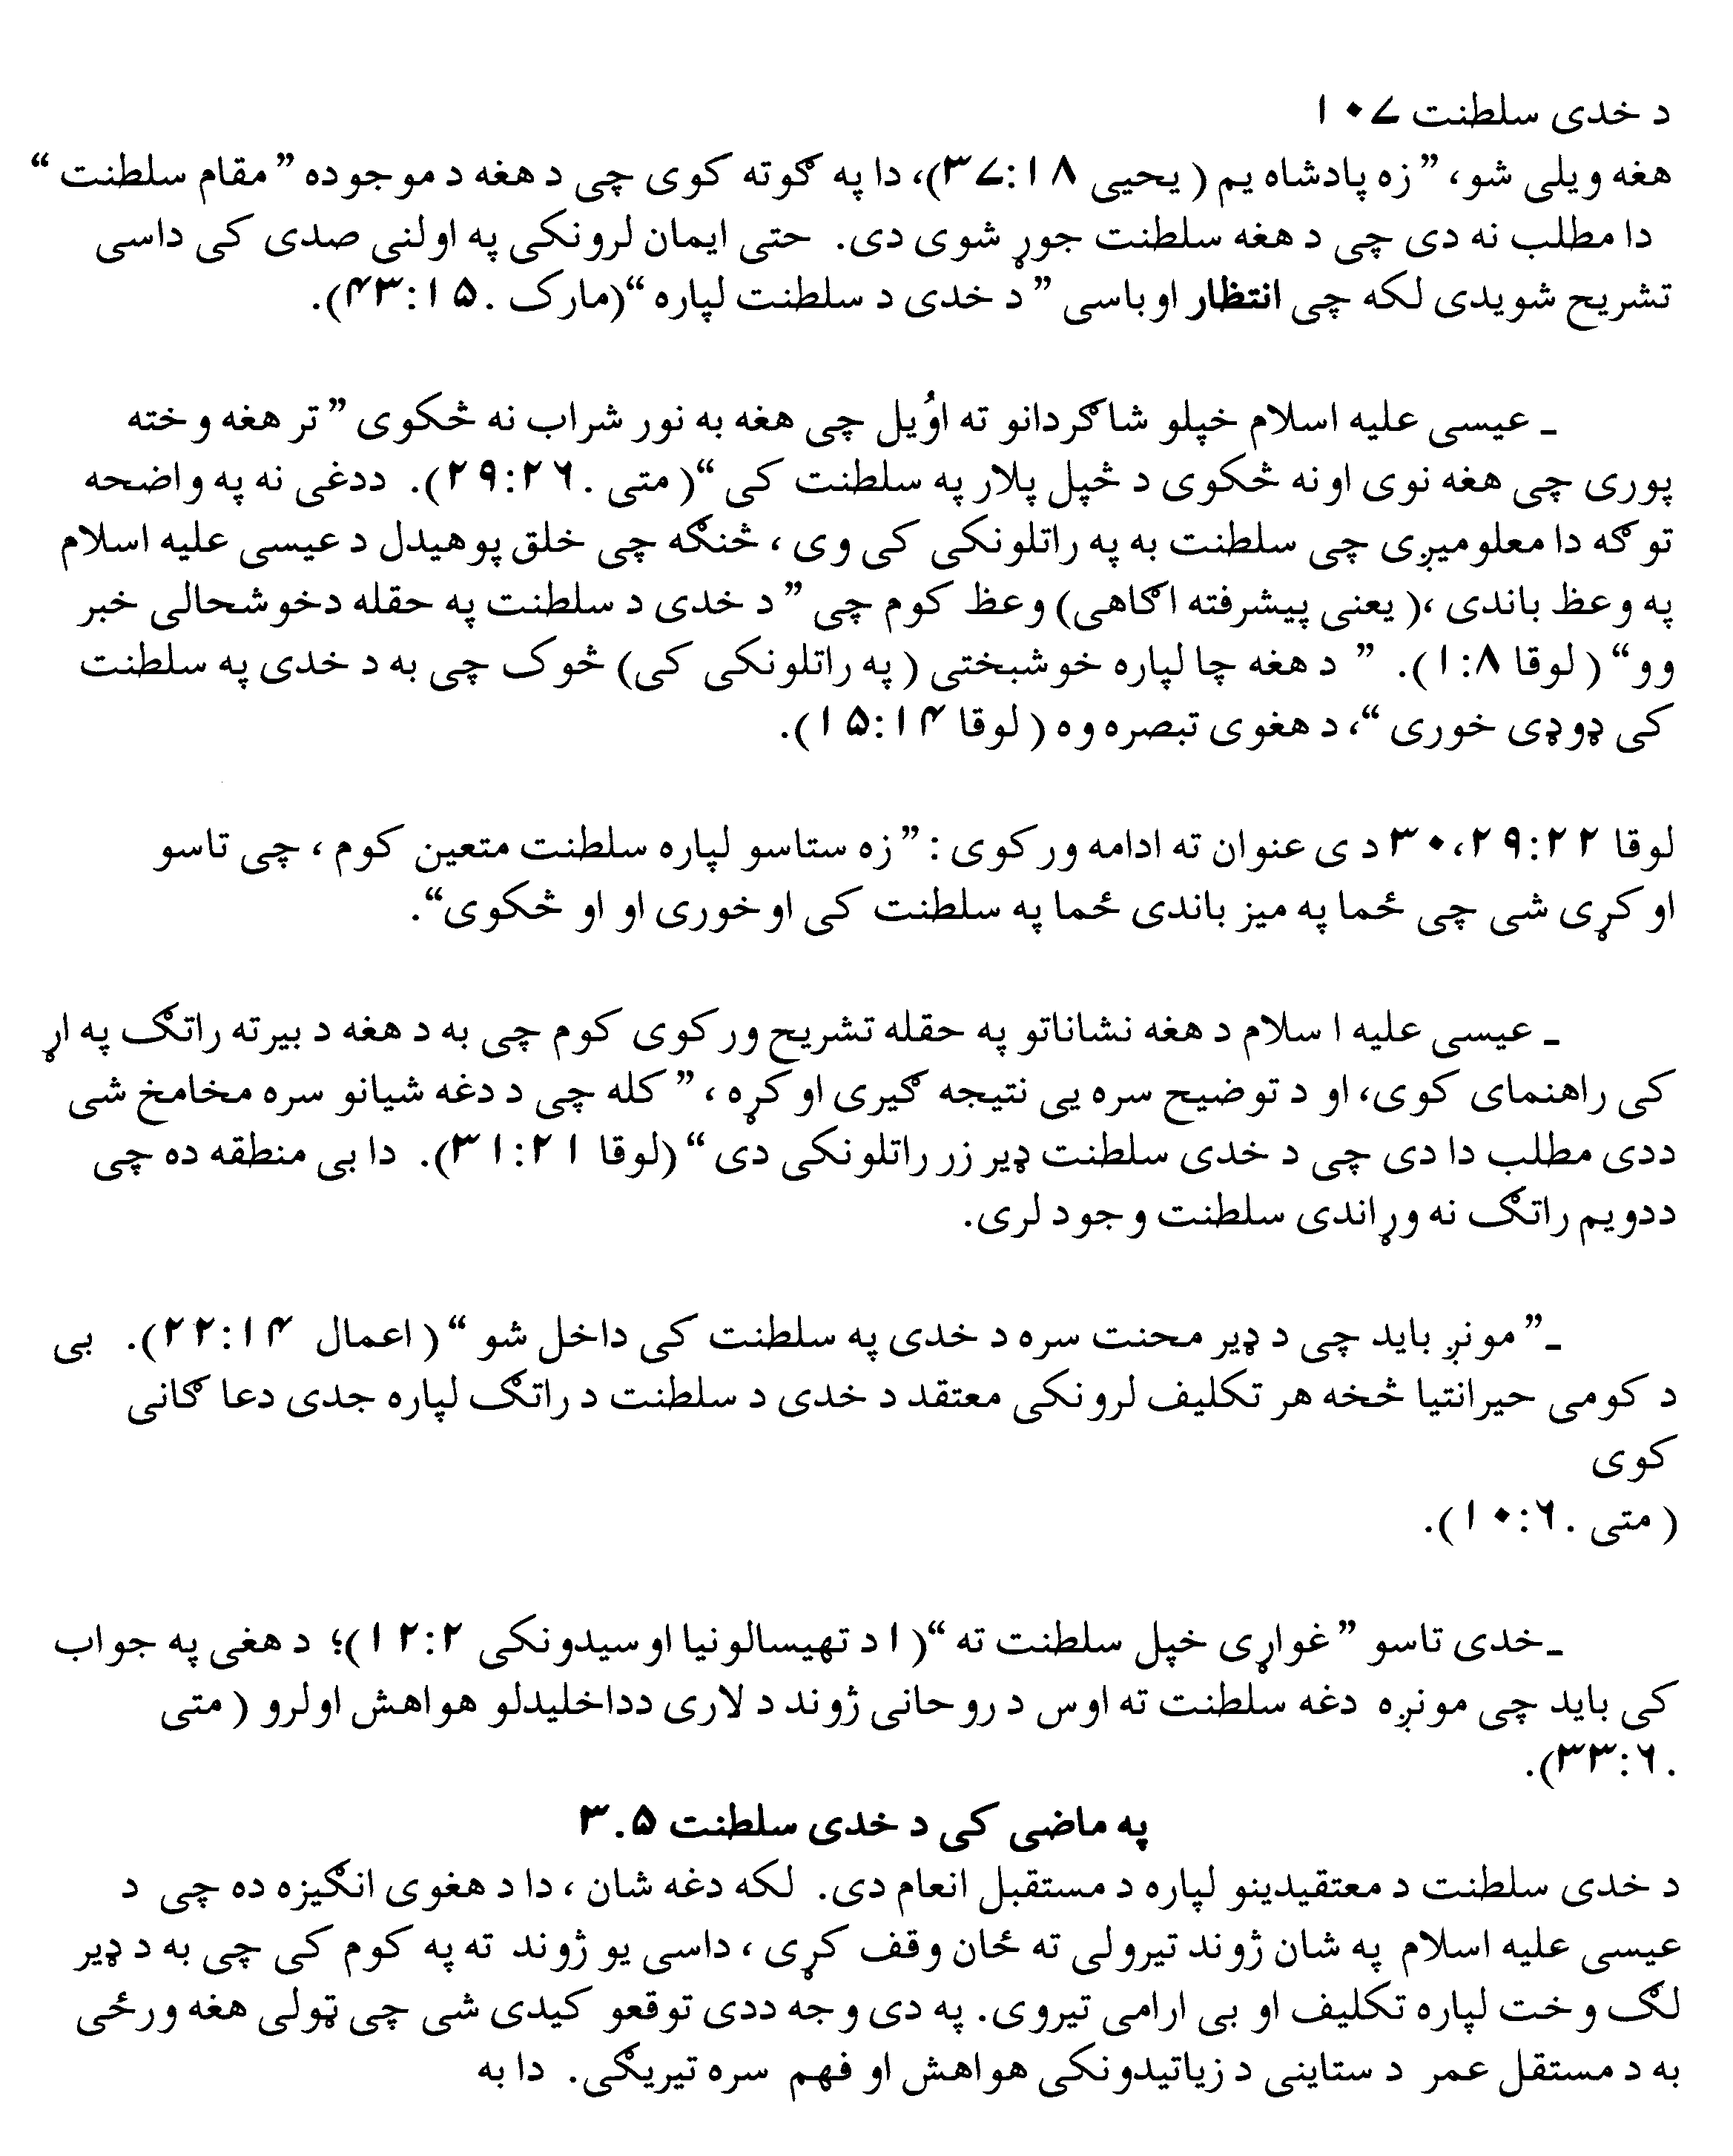 د خدی سلطنت ۱۰۷
هغه ویلی شو، ” زه پادشاه یم ( یحیی ۳۷:۱۸)، دا په ګوته کوی چی د هغه د موجوده ” مقام سلطنت “
دا مطلب نه دی چی د هغه سلطنت جوړ شوی دی. حتی ایمان لرونکی په اولنی صدی کی داسی
تشریح شویدی لکه چی انتظار اوباسی ” د خدی د سلطنت لپاره “(مارک .۴۳:۱۵).
ـ عیسی علیه اسلام خپلو شاګردانو ته اوُیل چی هغه به نور شراب نه څکوی ” تر هغه وخته
پوری چی هغه نوی اونه څکوی د څپل پلار په سلطنت کی “( متی .۲۹:۲۶). ددغی نه په واضحه
توګه دا معلومیږی چی سلطنت به په راتلونکی کی وی ، څنګه چی خلق پوهیدل د عیسی علیه اسلام
په وعظ باندی ،( یعنی پیشرفته اګاهی) وعظ کوم چی ” د خدی د سلطنت په حقله دخوشحالی خبر
وو“ ( لوقا ۱:۸). ” د هغه چا لپاره خوشبختی ( په راتلونکی کی) څوک چی به د خدی په سلطنت
کی ډوډی خوری “، د هغوی تبصره وه ( لوقا ۱۵:۱۴).
لوقا ۳۰،۲۹:۲۲ د ی عنوان ته ادامه ورکوی : ” زه ستاسو لپاره سلطنت متعین کوم ، چی تاسو
اوکړی شی چی ځما په میز باندی ځما په سلطنت کی اوخوری او او څکوی“.
ـ عیسی علیه ا سلام د هغه نشاناتو په حقله تشریح ورکوی کوم چی به د هغه د بیرته راتګ په اړ
کی راهنمای کوی، او د توضیح سره یی نتیجه ګیری اوکړه ، ” کله چی د دغه شیانو سره مخامخ شی
ددی مطلب دا دی چی د خدی سلطنت ډیر زر راتلونکی دی “ (لوقا ۳۱:۲۱). دا بی منطقه ده چی
ددویم راتګ نه وړاندی سلطنت وجود لری.
ـ” مونږ باید چی د ډیر محنت سره د خدی په سلطنت کی داخل شو “ ( اعمال ۲۲:۱۴). بی
د کومی حیرانتیا څخه هر تکلیف لرونکی معتقد د خدی د سلطنت د راتګ لپاره جدی دعا ګانی
کوی
( متی .۱۰:۶).
ـخدی تاسو ” غواړی خپل سلطنت ته “( ۱ د تهیسالونیا اوسیدونکی ۱۲:۲)؛ د هغی په جواب
کی باید چی مونږه دغه سلطنت ته اوس د روحانی ژوند د لاری دداخلیدلو هواهش اولرو ( متی
.۳۳:۶).
په ماضی کی د خدی سلطنت ۳.۵
د خدی سلطنت د معتقیدینو لپاره د مستقبل انعام دی. لکه دغه شان ، دا د هغوی انګیزه ده چی د
عیسی علیه اسلام په شان ژوند تیرولی ته ځان وقف کړی ، داسی یو ژوند ته په کوم کی چی به د ډیر
لګ وخت لپاره تکلیف او بی ارامی تیروی. په دی وجه ددی توقعو کیدی شی چی ټولی هغه ورځی
به د مستقل عمر د ستاینی د زیاتیدونکی هواهش او فهم سره تیریګی. دا به